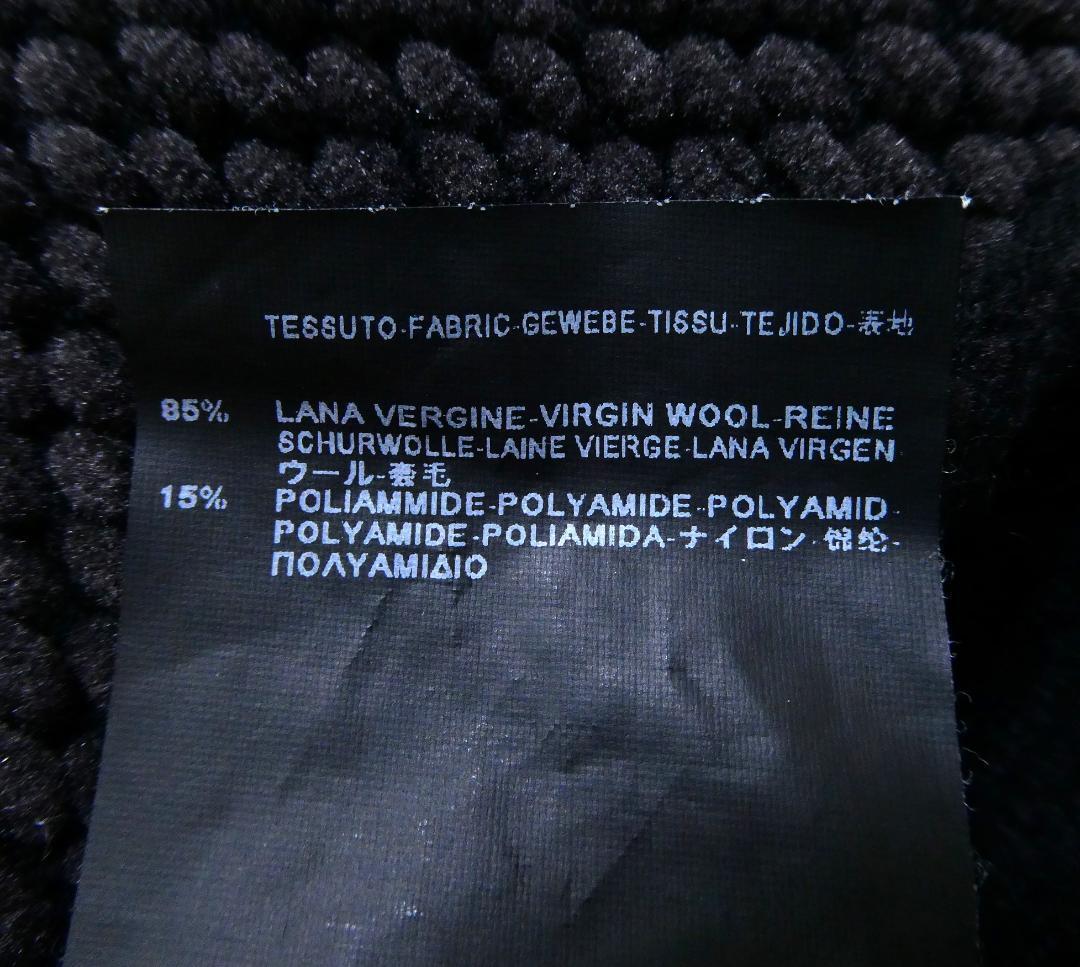 TESSUTO-FABRIC-GEWEBE-TISSU-TEJIDO-表地
85% LANA VERGINE-VIRGIN WOOL-REINE
SCHURWOLLE-LAINE VIERGE-LANA VIRGEN
ウール-羊毛
15% POLIAMMIDE-POLYAMIDE-POLYAMID-
POLYAMIDE-POLIAMIDA-ナイロン-锦纶-
ΠΟΛΥΑΜΙΔΙΟ